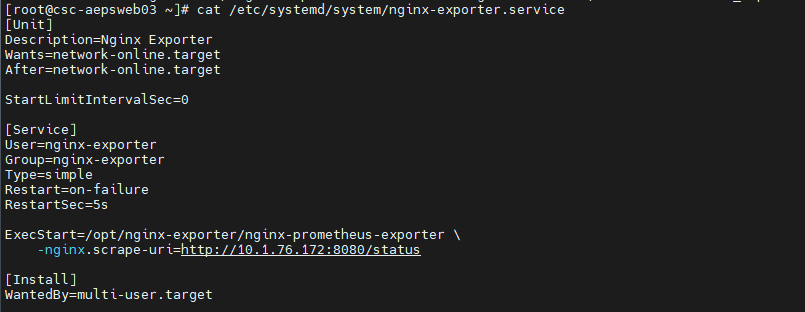 [root@csc-aepsweb03 ~]# cat /etc/systemd/system/nginx-exporter.service
[Unit]
Description=Nginx Exporter
Wants=network-online.target
After=network-online.target
StartLimitIntervalSec=0
[Service]
User=nginx-exporter
Group=nginx-exporter
Type=simple
Restart=on-failure
RestartSec=5s
ExecStart=/opt/nginx-exporter/nginx-prometheus-exporter \
-nginx.scrape-uri=http://10.1.76.172:8080/status
[Install]
WantedBy=multi-user.target